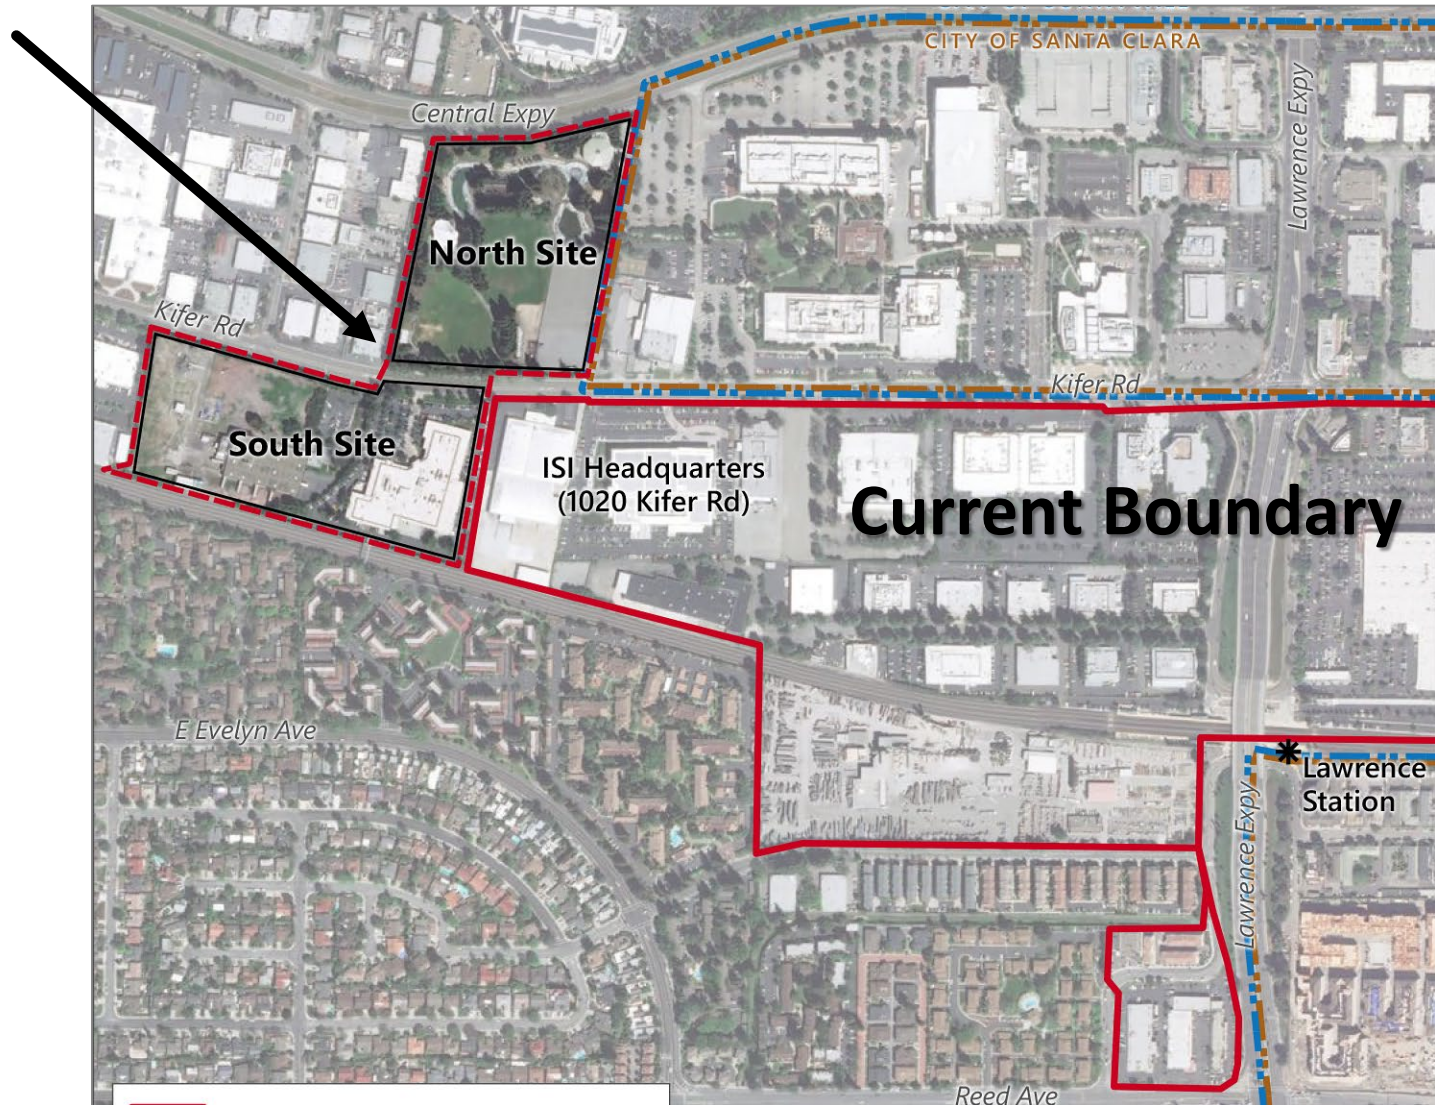 CITY OF SANTA CLARA
Central Expy
Lawrence Expy
North Site
Kifer Rd
Kifer Rd
South Site
ISI Headquarters
(1020 Kifer Rd)
Current Boundary
E Evelyn Ave
Lawrence
Station
Lawrence Expy
Reed Ave